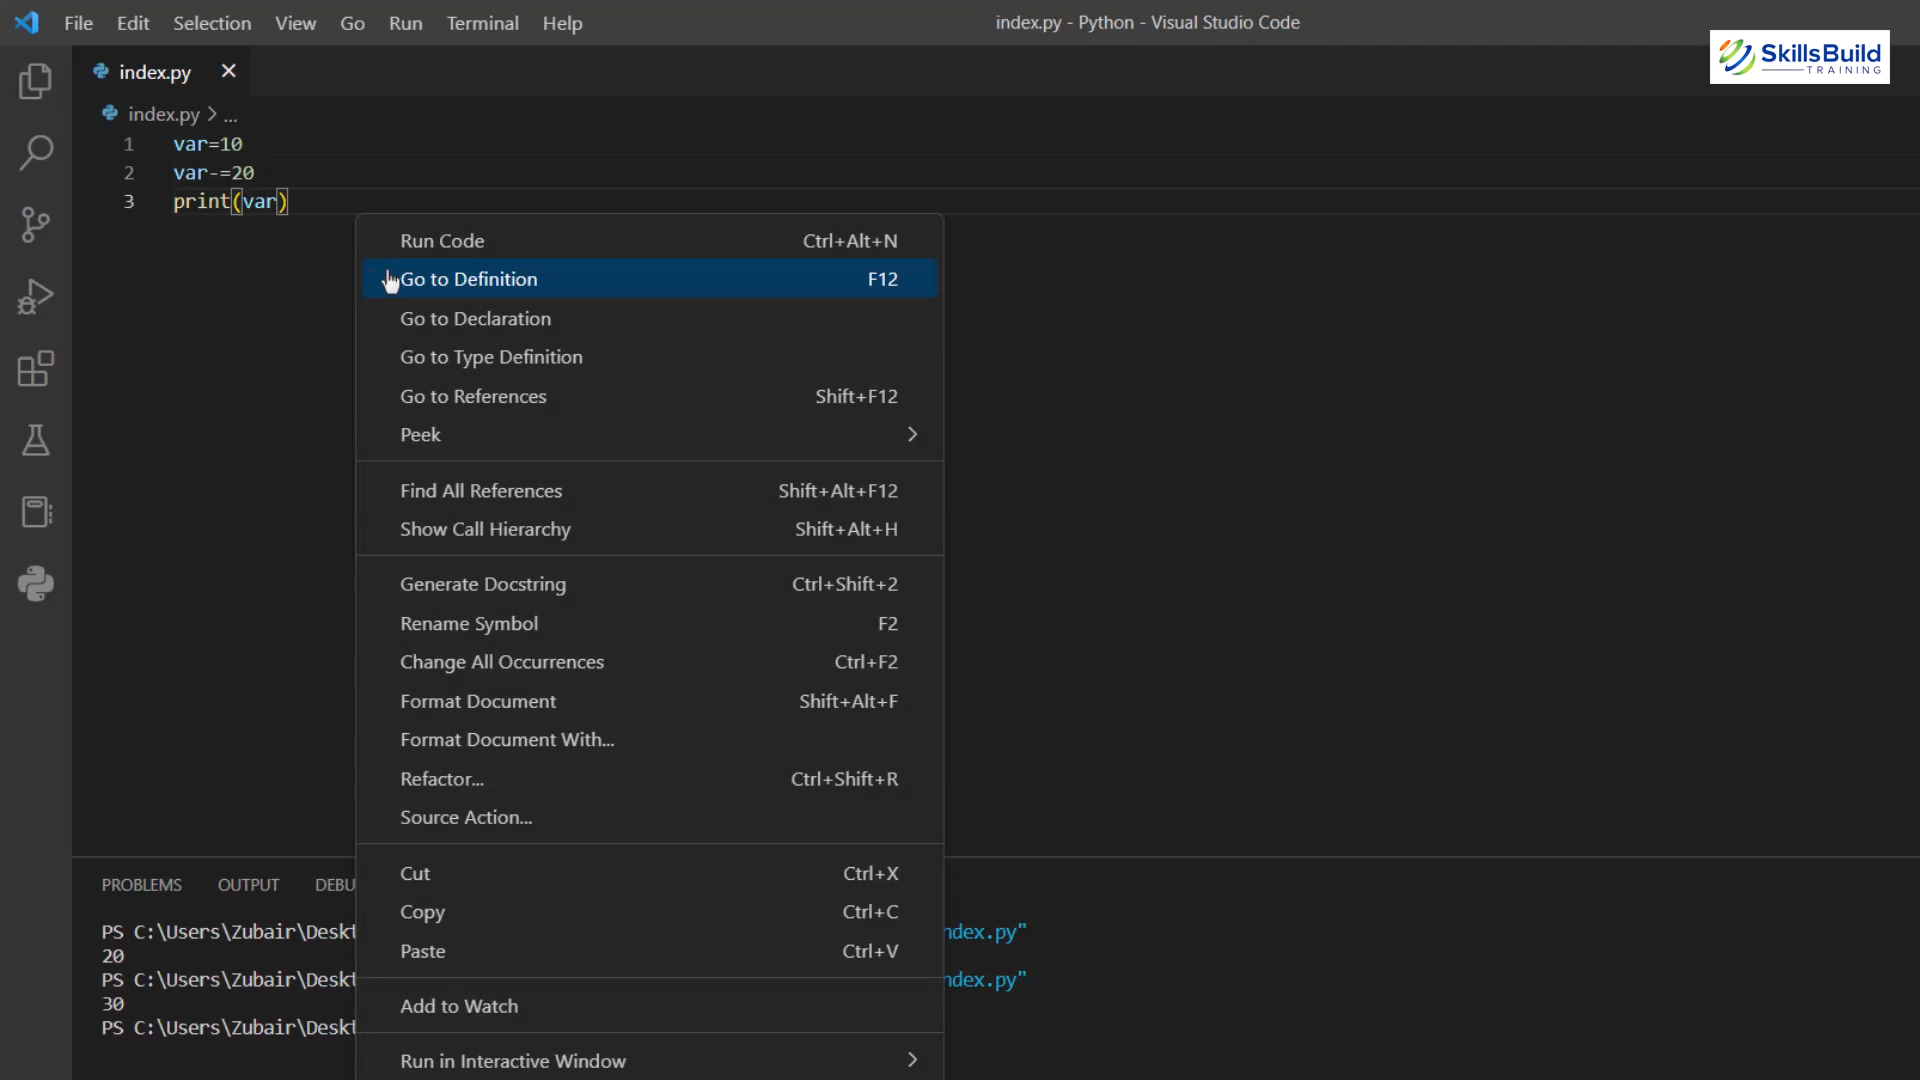 File Edit Selection View Go Run Terminal Help index.py - Python - Visual Studio Code
SkillsBuild
TRAINING
index.py
index.py > ...
1 var=10
2 var-=20
3 print(var)
Run Code Ctrl+Alt+N
Go to Definition F12
Go to Declaration
Go to Type Definition
Go to References Shift+F12
Peek
Find All References Shift+Alt+F12
Show Call Hierarchy Shift+Alt+H
Generate Docstring Ctrl+Shift+2
Rename Symbol F2
Change All Occurrences Ctrl+F2
Format Document Shift+Alt+F
Format Document With...
Refactor... Ctrl+Shift+R
Source Action...
Cut Ctrl+X
Copy Ctrl+C
Paste Ctrl+V
Add to Watch
Run in Interactive Window
PROBLEMS OUTPUT DEBU
PS C:\Users\Zubair\Deskt ndex.py"
20
PS C:\Users\Zubair\Deskt ndex.py"
30
PS C:\Users\Zubair\Deskt